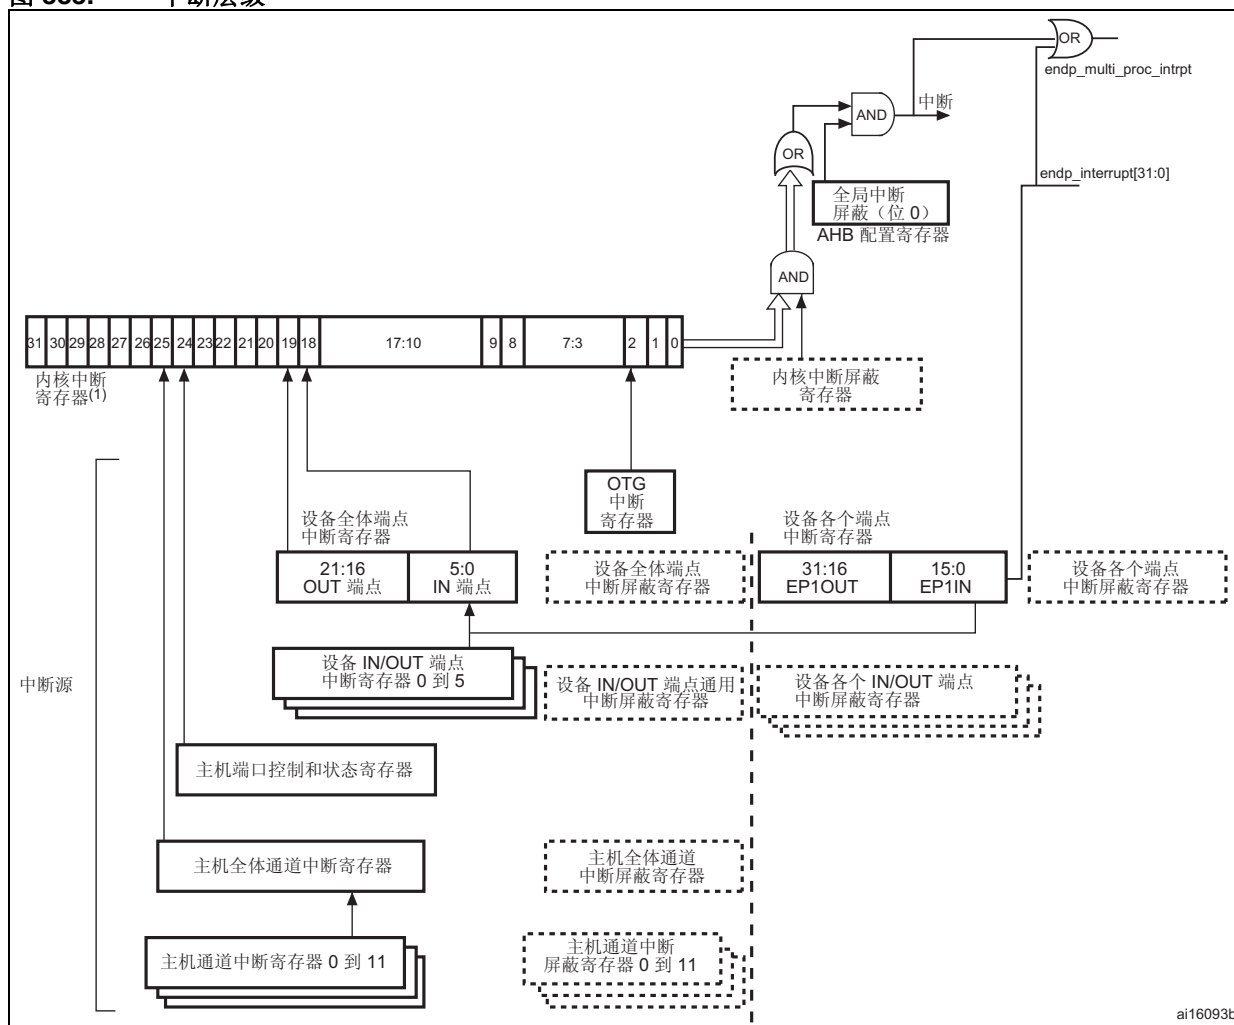 OR
endp_multi_proc_intrpt
AND
中断
OR
endp_interrupt[31:0]
全局中断
屏蔽（位 0）
AHB 配置寄存器
AND
31 30 29 28 27 26 25 24 23 22 21 20 19 18 17:10 9 8 7:3 2 1 0
内核中断
寄存器(1)
内核中断屏蔽
寄存器
OTG
中断
寄存器
设备全体端点
中断寄存器
设备各个端点
中断寄存器
21:16
OUT 端点
5:0
IN 端点
设备全体端点
中断屏蔽寄存器
31:16
EP1OUT
15:0
EP1IN
设备各个端点
中断屏蔽寄存器
中断源
设备 IN/OUT 端点
中断寄存器 0 到 5
设备 IN/OUT 端点通用
中断屏蔽寄存器
设备各个 IN/OUT 端点
中断屏蔽寄存器
主机端口控制和状态寄存器
主机全体通道中断寄存器
主机全体通道
中断屏蔽寄存器
主机通道中断寄存器 0 到 11
主机通道中断
屏蔽寄存器 0 到 11
ai16093b